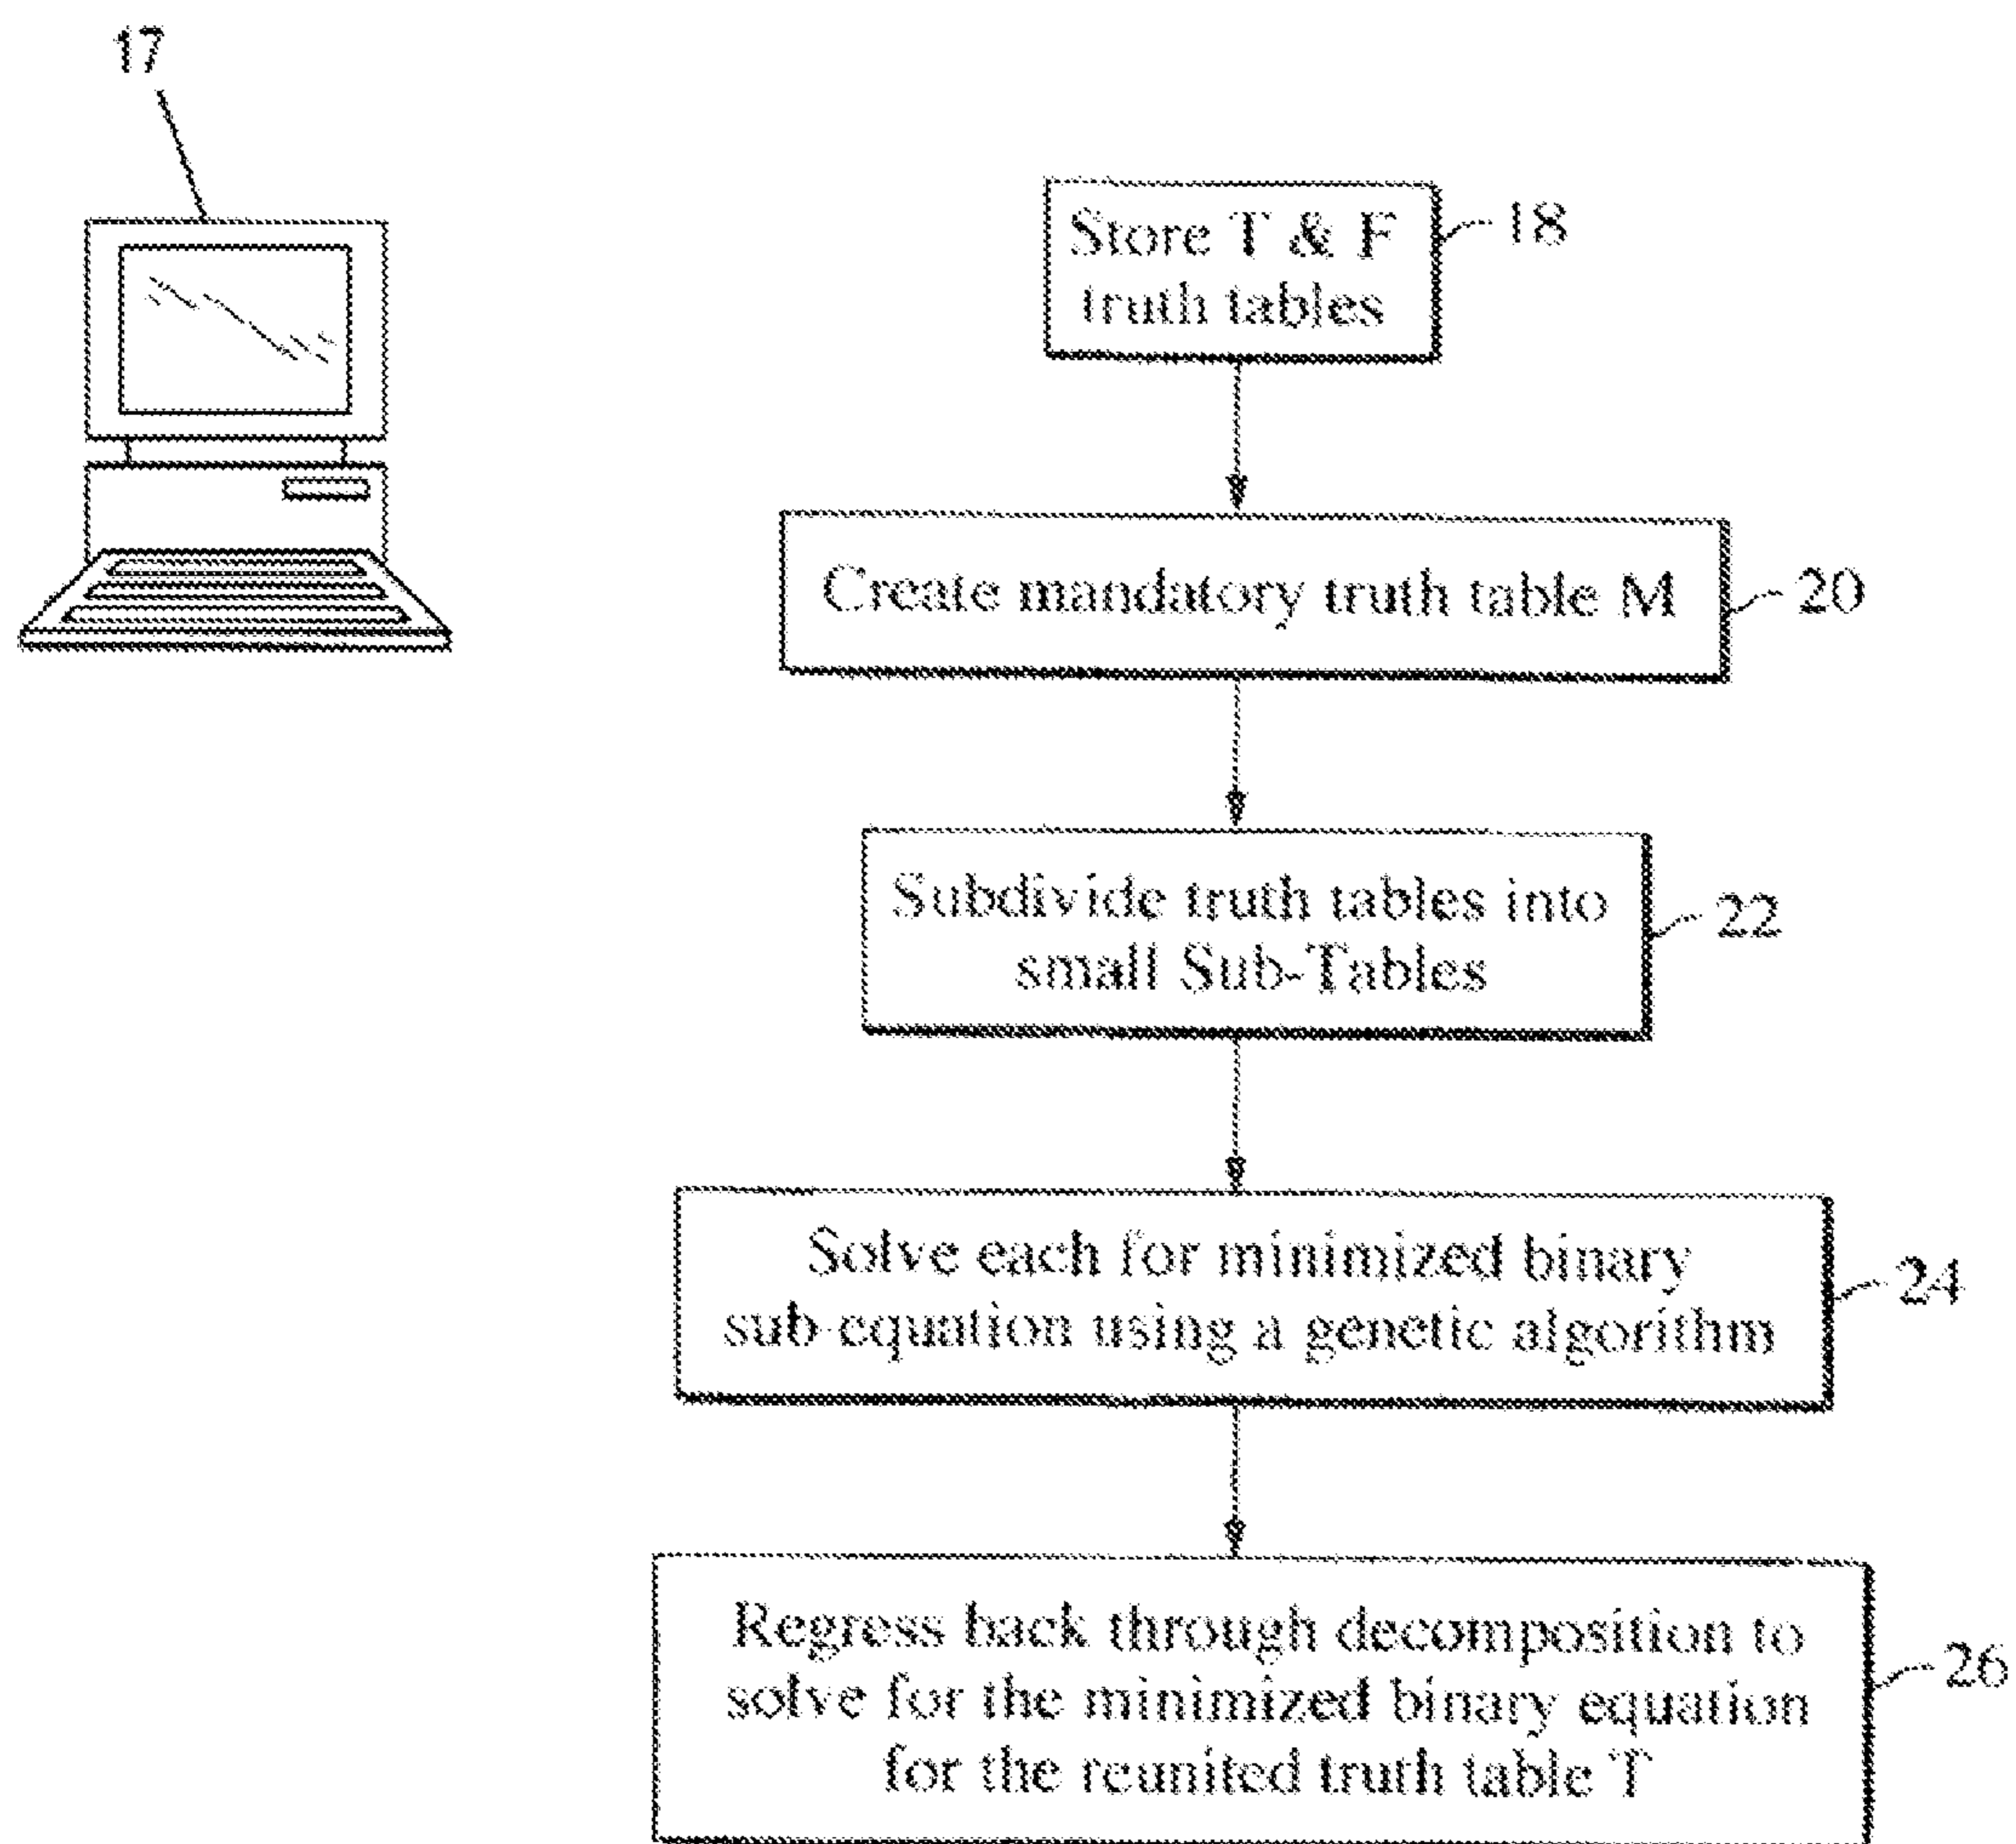 17
Store T & F
truth tables
18
Create mandatory truth table M
20
Subdivide truth tables into
small Sub-Tables
22
Solve each for minimized binary
sub-equation using a genetic algorithm
24
Regress back through decomposition to
solve for the minimized binary equation
for the reunited truth table T
26